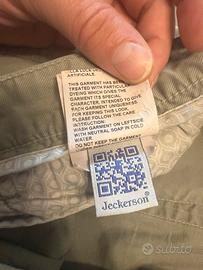 ARTIFICIALE.
THIS GARMENT HAS BEEN
TREATED WITH PARTICULAR
DYEING WHICH GIVES THE
GARMENT ITS SPECIAL
CHARACTER, INTENDED TO GIVE
EACH GARMENT UNIQUENESS.
FOR KEEPING THIS LOOK,
PLEASE FOLLOW THE CARE
INSTRUCTION:
WASH GARMENT ON LEFTSIDE
WITH NEUTRAL SOAP IN COLD
WATER.
DO NOT KEEP THE GARMENT
Jeckerson
subito